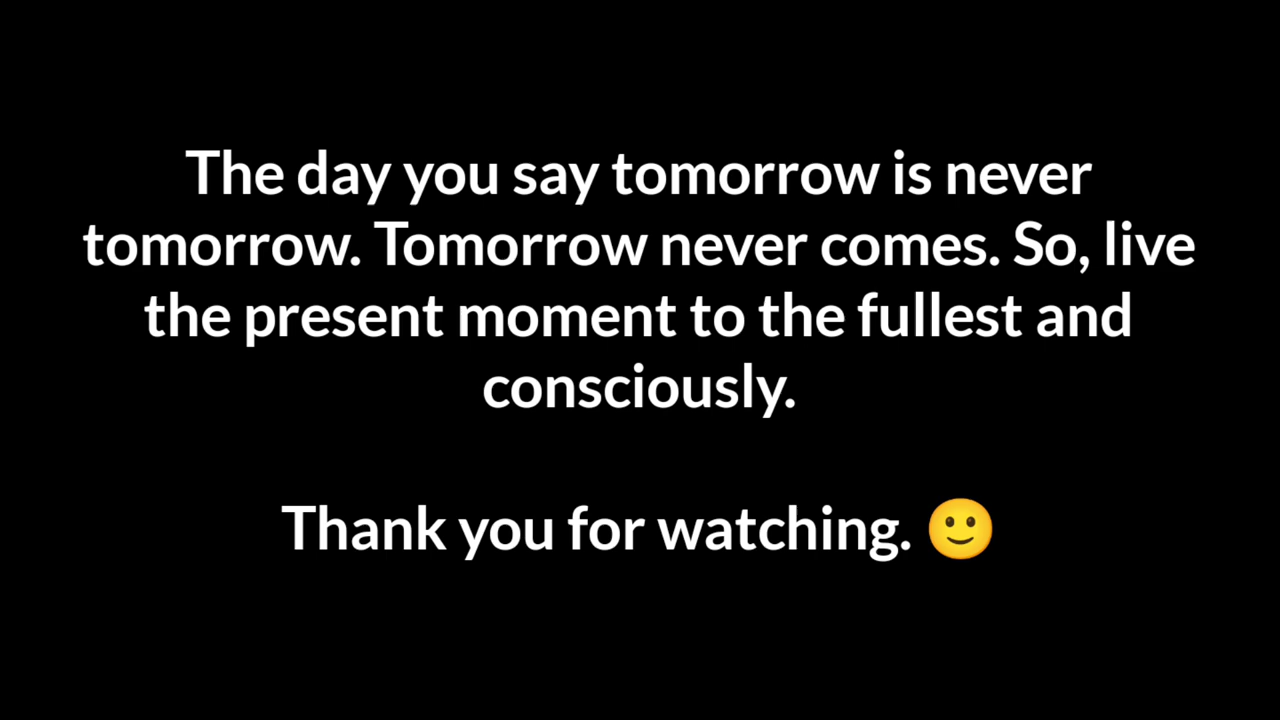 The day you say tomorrow is never
tomorrow. Tomorrow never comes. So, live
the present moment to the fullest and
consciously.
Thank you for watching. 🙂